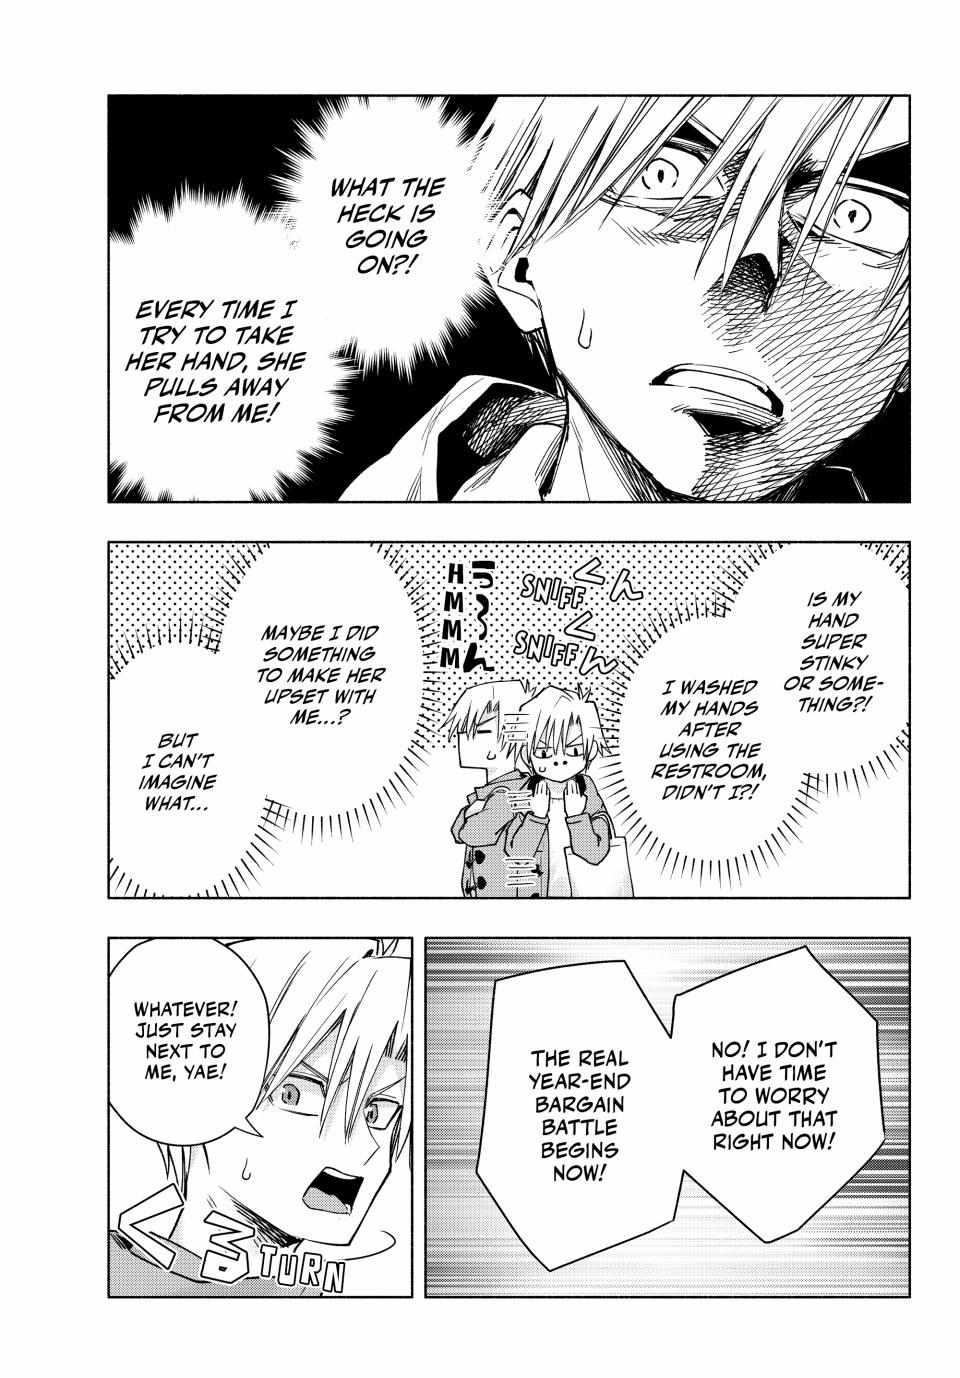 WHAT THE
HECK IS
GOING
ON?!
EVERY TIME I
TRY TO TAKE
HER HAND, SHE
PULLS AWAY
FROM ME!
IS MY
HAND
SUPER
STINKY
OR SOME-
THING?!
I WASHED
MY HANDS
AFTER
USING THE
RESTROOM,
DIDN'T I?!
くん
SNIFF
くん
SNIFF
う〜ん
HMMM
MAYBE I DID
SOMETHING
TO MAKE HER
UPSET WITH
ME...?
BUT
I CAN'T
IMAGINE
WHAT...
NO! I DON'T
HAVE TIME
TO WORRY
ABOUT THAT
RIGHT NOW!
THE REAL
YEAR-END
BARGAIN
BATTLE
BEGINS
NOW!
WHATEVER!
JUST STAY
NEXT TO
ME, YAE!
くる
TURN